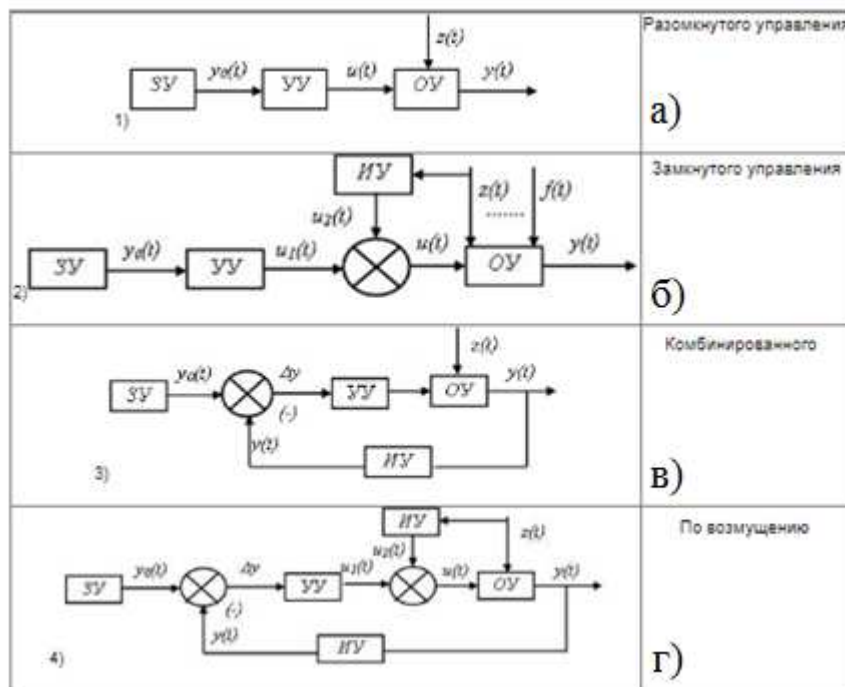 z(t)
Разомкнутого управления
ЗУ y₀(t) УУ u(t) ОУ y(t)
1)
а)
ИУ z(t) f(t)
Замкнутого управления
u₂(t)
ЗУ y₀(t) УУ u₁(t) u(t) ОУ y(t)
2)
б)
z(t)
Комбинированного
ЗУ y₀(t) Δy УУ ОУ y(t)
(-)
y(t)
ИУ
3)
в)
ИУ z(t)
По возмущению
u₂(t)
ЗУ y₀(t) Δy УУ u₁(t) u(t) ОУ y(t)
(-)
y(t)
ИУ
4)
г)